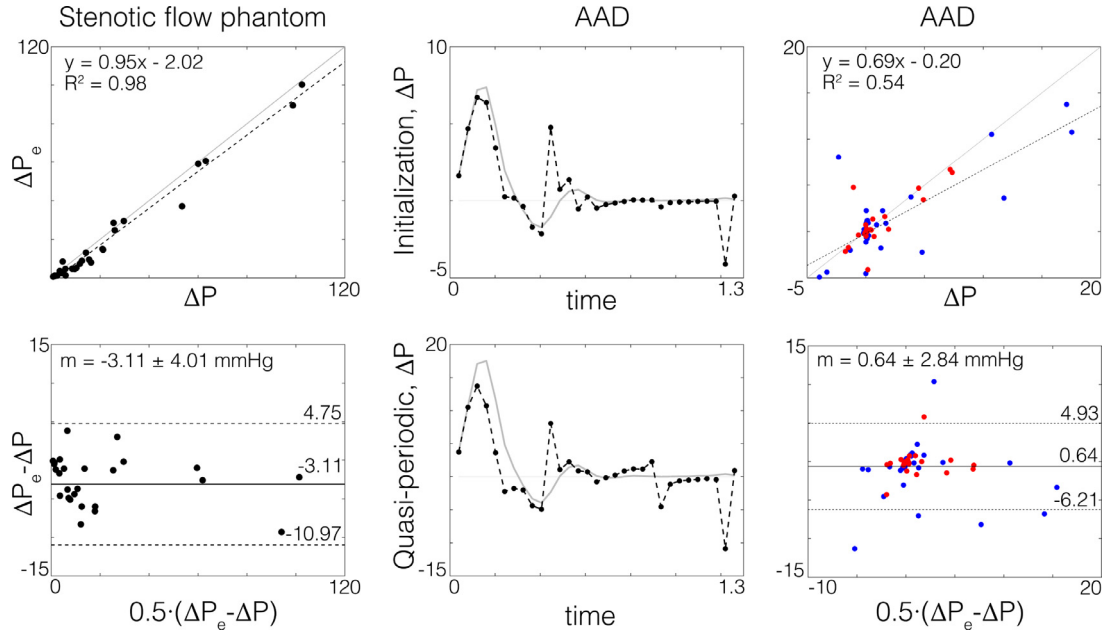 Stenotic flow phantom
AAD
AAD
120
y = 0.95x - 2.02
R² = 0.98
ΔPₑ
ΔP
120
10
Initialization, ΔP
-5
0
time
1.3
20
y = 0.69x - 0.20
R² = 0.54
-5
ΔP
20
15
m = -3.11 ± 4.01 mmHg
4.75
-3.11
-10.97
ΔPₑ-ΔP
-15
0
120
0.5·(ΔPₑ-ΔP)
20
Quasi-periodic, ΔP
-15
0
1.3
time
15
m = 0.64 ± 2.84 mmHg
4.93
0.64
-6.21
-15
-10
20
0.5·(ΔPₑ-ΔP)